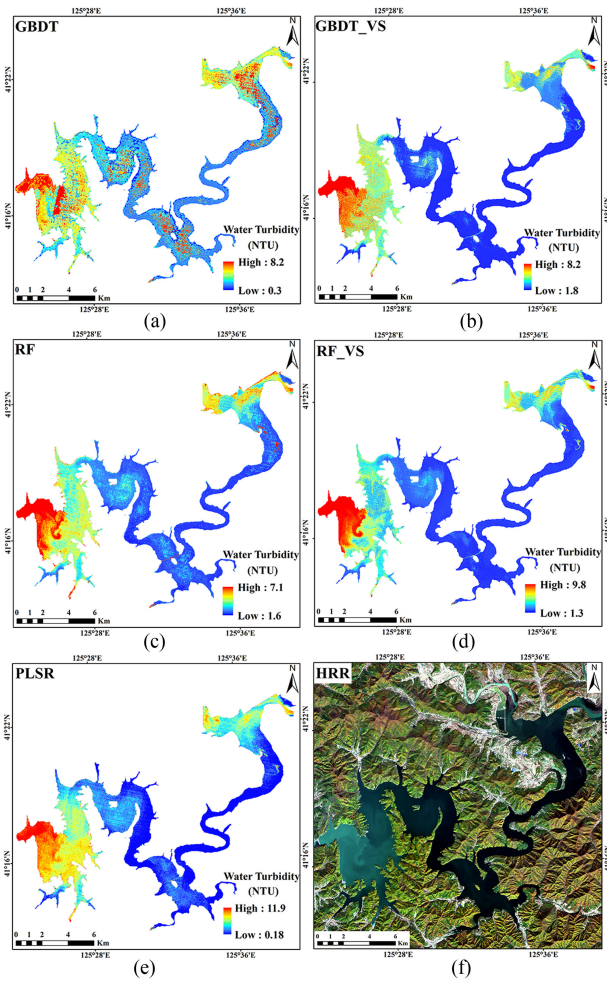 125°28'E 125°36'E
125°28'E 125°36'E
GBDT
N
41°22'N
41°16'N
Water Turbidity
(NTU)
High : 8.2
Low : 0.3
0 2 4 6
Km
(a)
GBDT_VS
N
41°22'N
41°16'N
Water Turbidity
(NTU)
High : 8.2
Low : 1.8
0 2 4 6
Km
(b)
125°28'E 125°36'E
125°28'E 125°36'E
RF
N
41°22'N
41°16'N
Water Turbidity
(NTU)
High : 7.1
Low : 1.6
0 2 4 6
Km
(c)
RF_VS
N
41°22'N
41°16'N
Water Turbidity
(NTU)
High : 9.8
Low : 1.3
0 2 4 6
Km
(d)
125°28'E 125°36'E
125°28'E 125°36'E
PLSR
N
41°22'N
41°16'N
Water Turbidity
(NTU)
High : 11.9
Low : 0.18
0 2 4 6
Km
(e)
HRR
N
0 2 4 6
Km
(f)